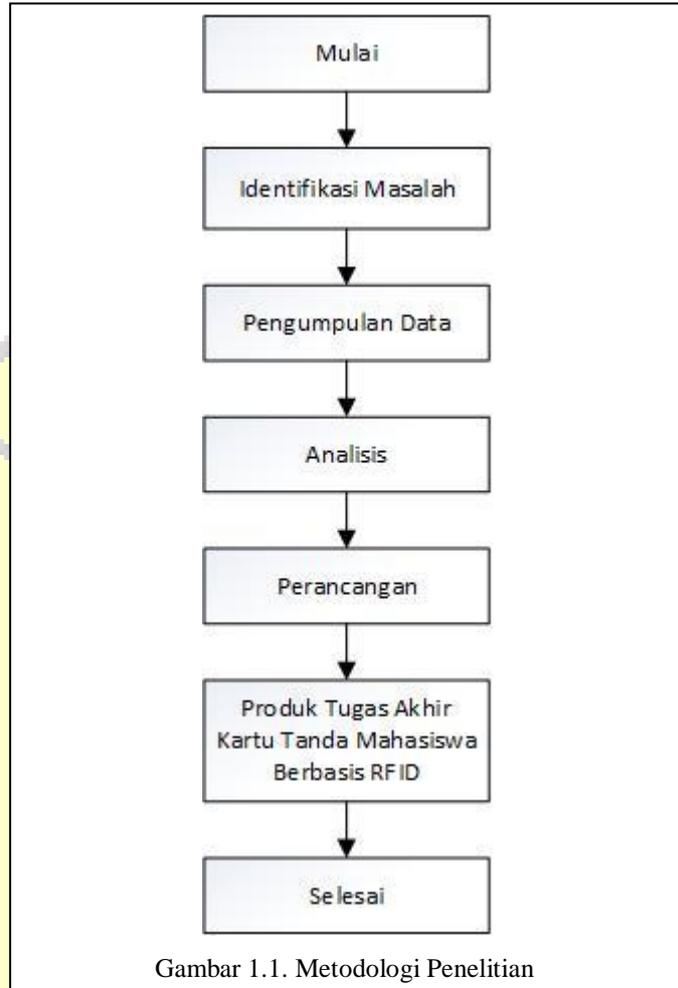 Mulai
Identifikasi Masalah
Pengumpulan Data
Analisis
Perancangan
Produk Tugas Akhir
Kartu Tanda Mahasiswa
Berbasis RFID
Selesai
Gambar 1.1. Metodologi Penelitian